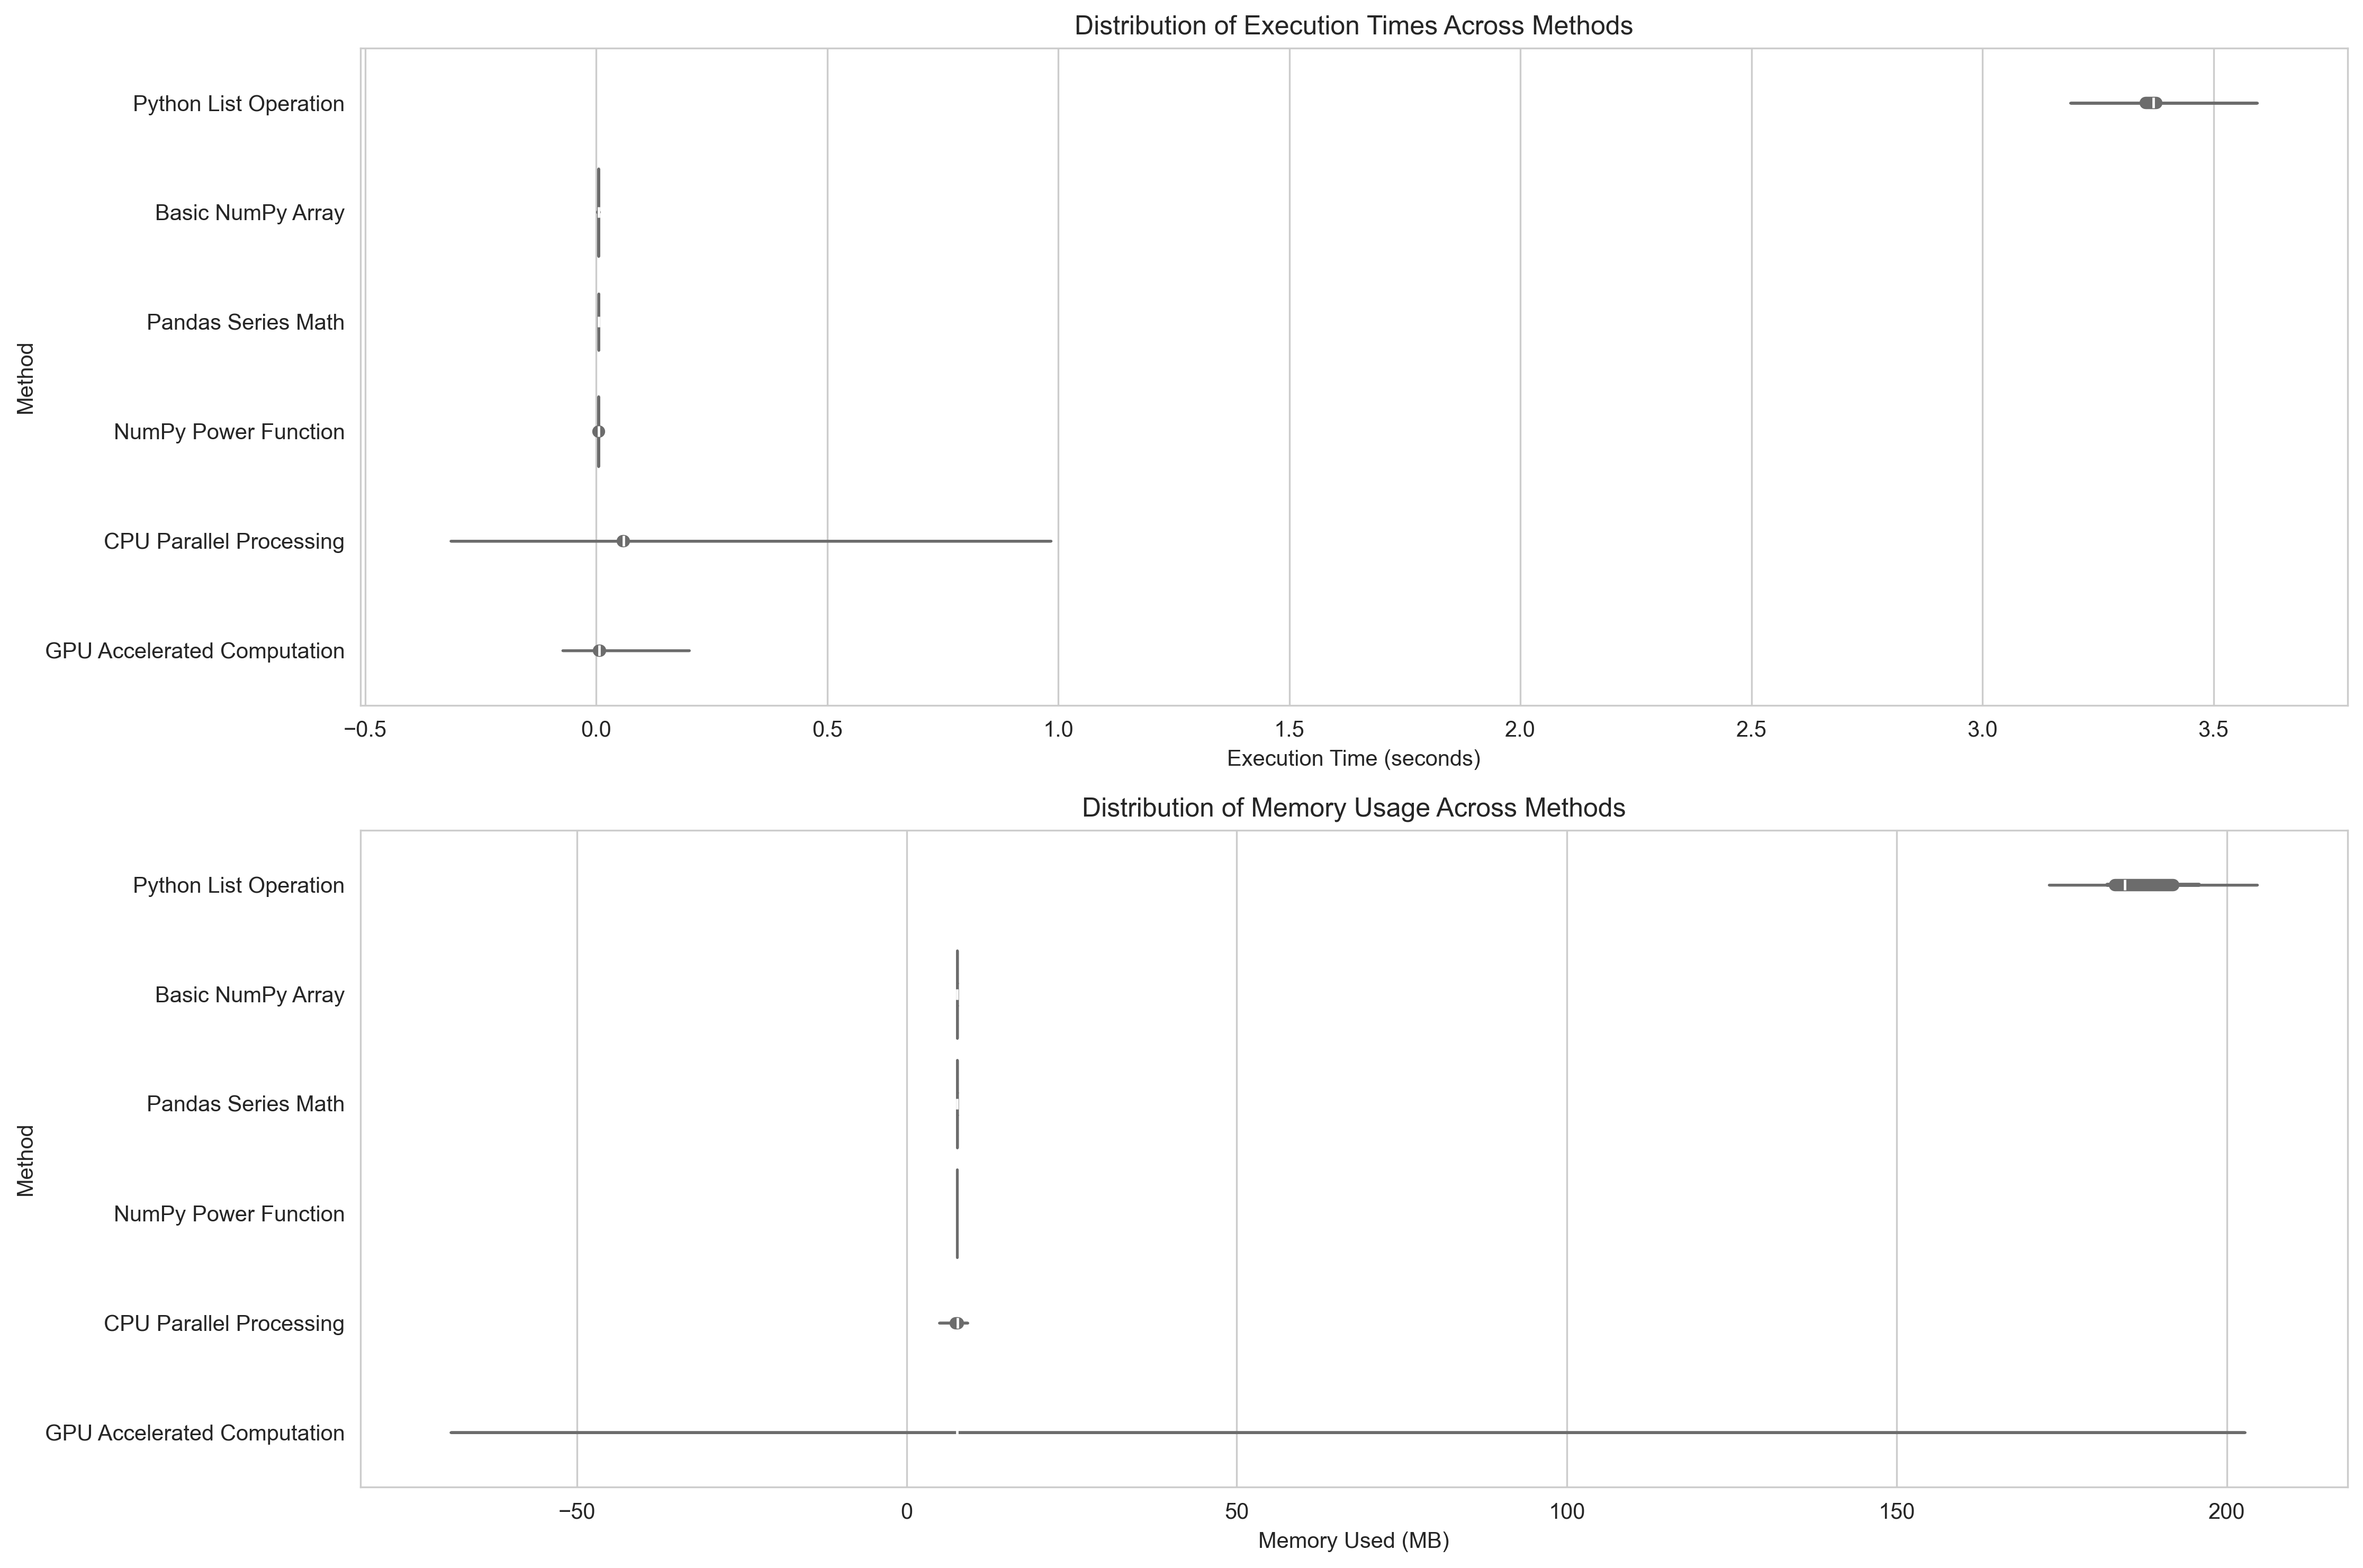 Distribution of Execution Times Across Methods
Method
Python List Operation
Basic NumPy Array
Pandas Series Math
NumPy Power Function
CPU Parallel Processing
GPU Accelerated Computation
−0.5 0.0 0.5 1.0 1.5 2.0 2.5 3.0 3.5
Execution Time (seconds)
Distribution of Memory Usage Across Methods
Method
Python List Operation
Basic NumPy Array
Pandas Series Math
NumPy Power Function
CPU Parallel Processing
GPU Accelerated Computation
−50 0 50 100 150 200
Memory Used (MB)